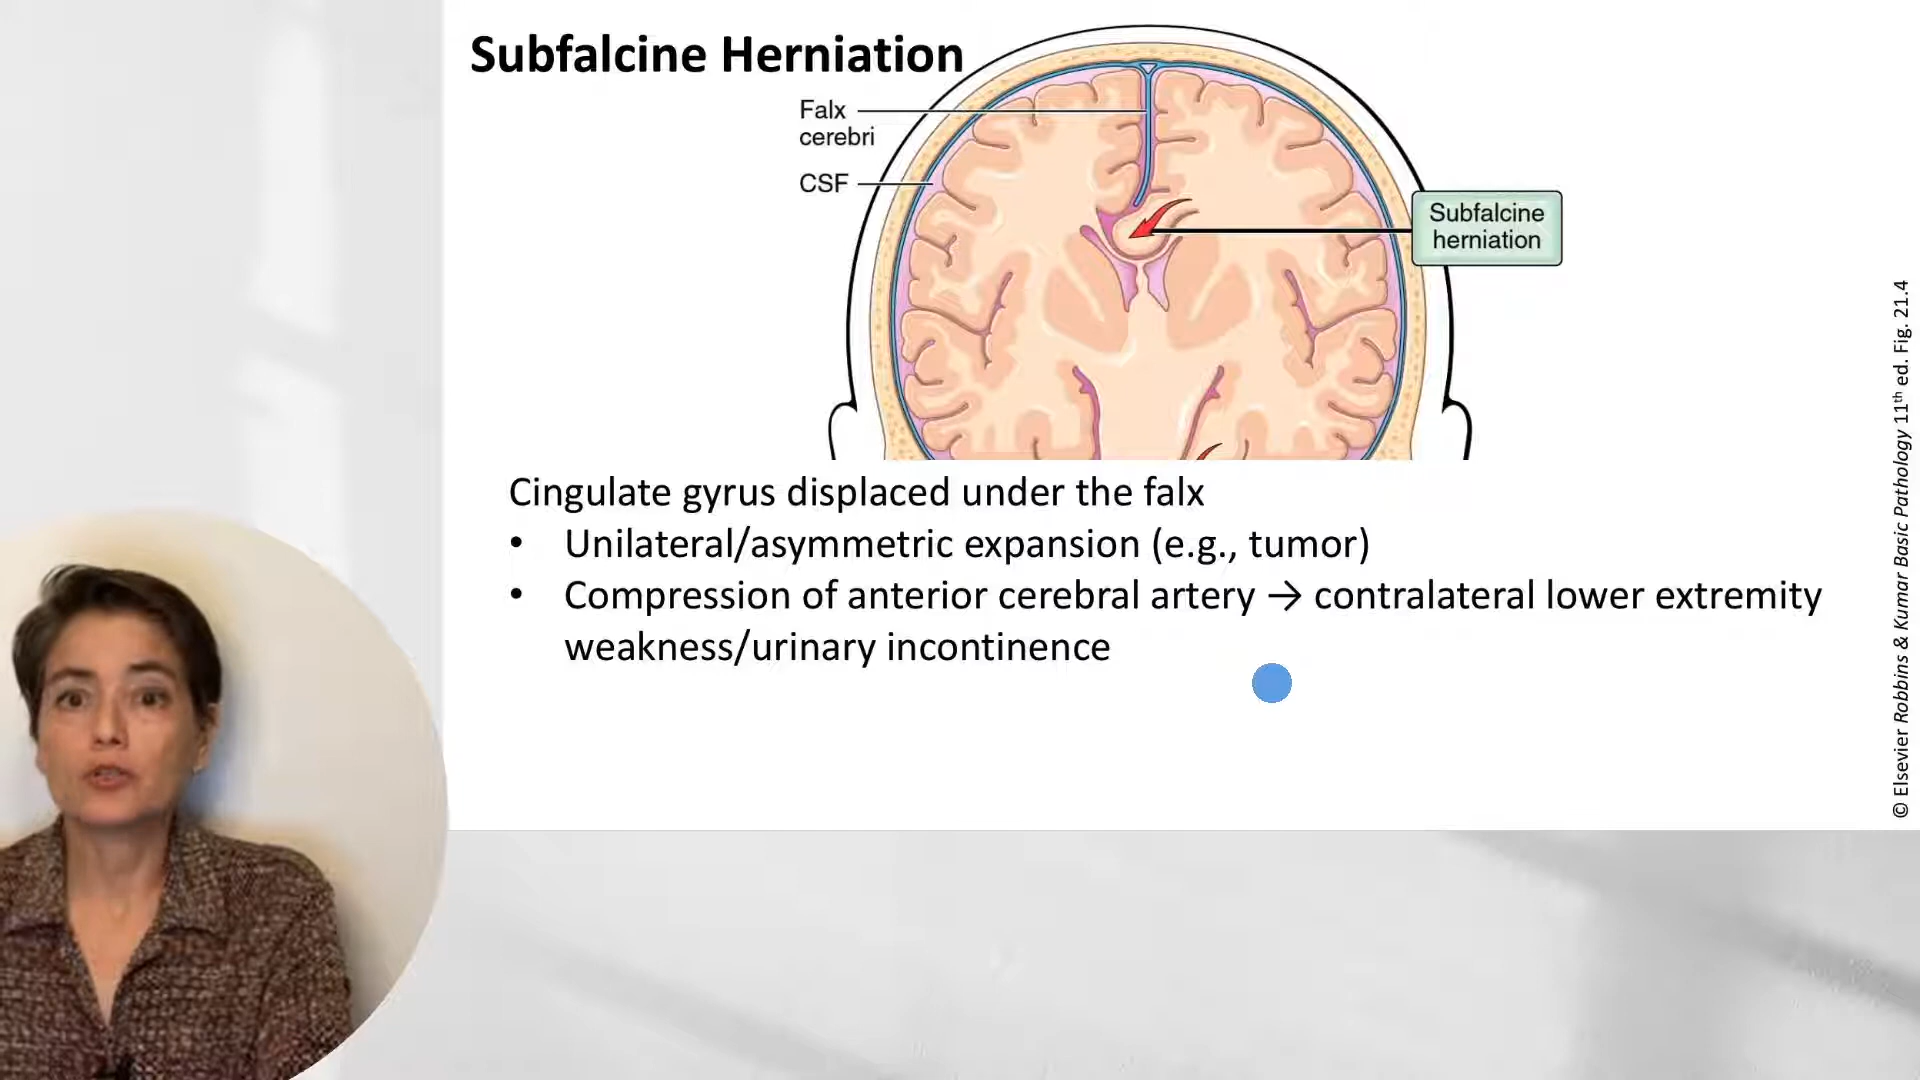 Subfalcine Herniation
Falx
cerebri
CSF
Subfalcine
herniation
Cingulate gyrus displaced under the falx
• Unilateral/asymmetric expansion (e.g., tumor)
• Compression of anterior cerebral artery → contralateral lower extremity
weakness/urinary incontinence
© Elsevier Robbins & Kumar Basic Pathology 11th ed. Fig. 21.4